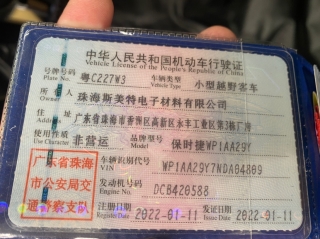 中华人民共和国机动车行驶证
Vehicle License of the People's Republic of China
号牌号码 粤C227W3 车辆类型 小型越野客车
Plate No. Vehicle Type
所有人 珠海斯美特电子材料有限公司
Owner
住址 广东省珠海市香洲区南屏新永丰工业区第3栋厂房
Address
使用性质 非营运 品牌型号 保时捷WP1AA29Y
Use Character Model
广东省珠海
市公安局交
通警察支队
车辆识别代号 WP1AA29Y7NDA04809
VIN
发动机号码 DCB420588
Engine No.
注册日期 2022-01-11 发证日期 2022-01-11
Register Date Issue Date